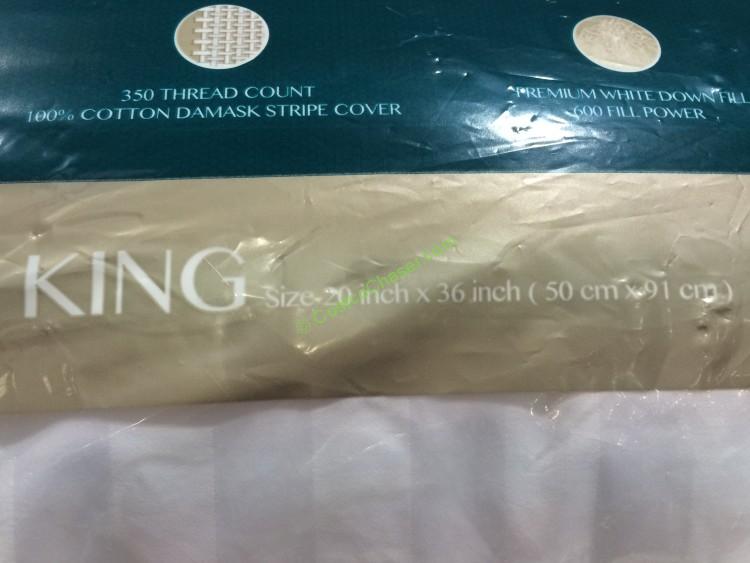 350 THREAD COUNT
100% COTTON DAMASK STRIPE COVER
PREMIUM WHITE DOWN FILL
600 FILL POWER
KING Size 20 inch x 36 inch ( 50 cm x 91 cm )